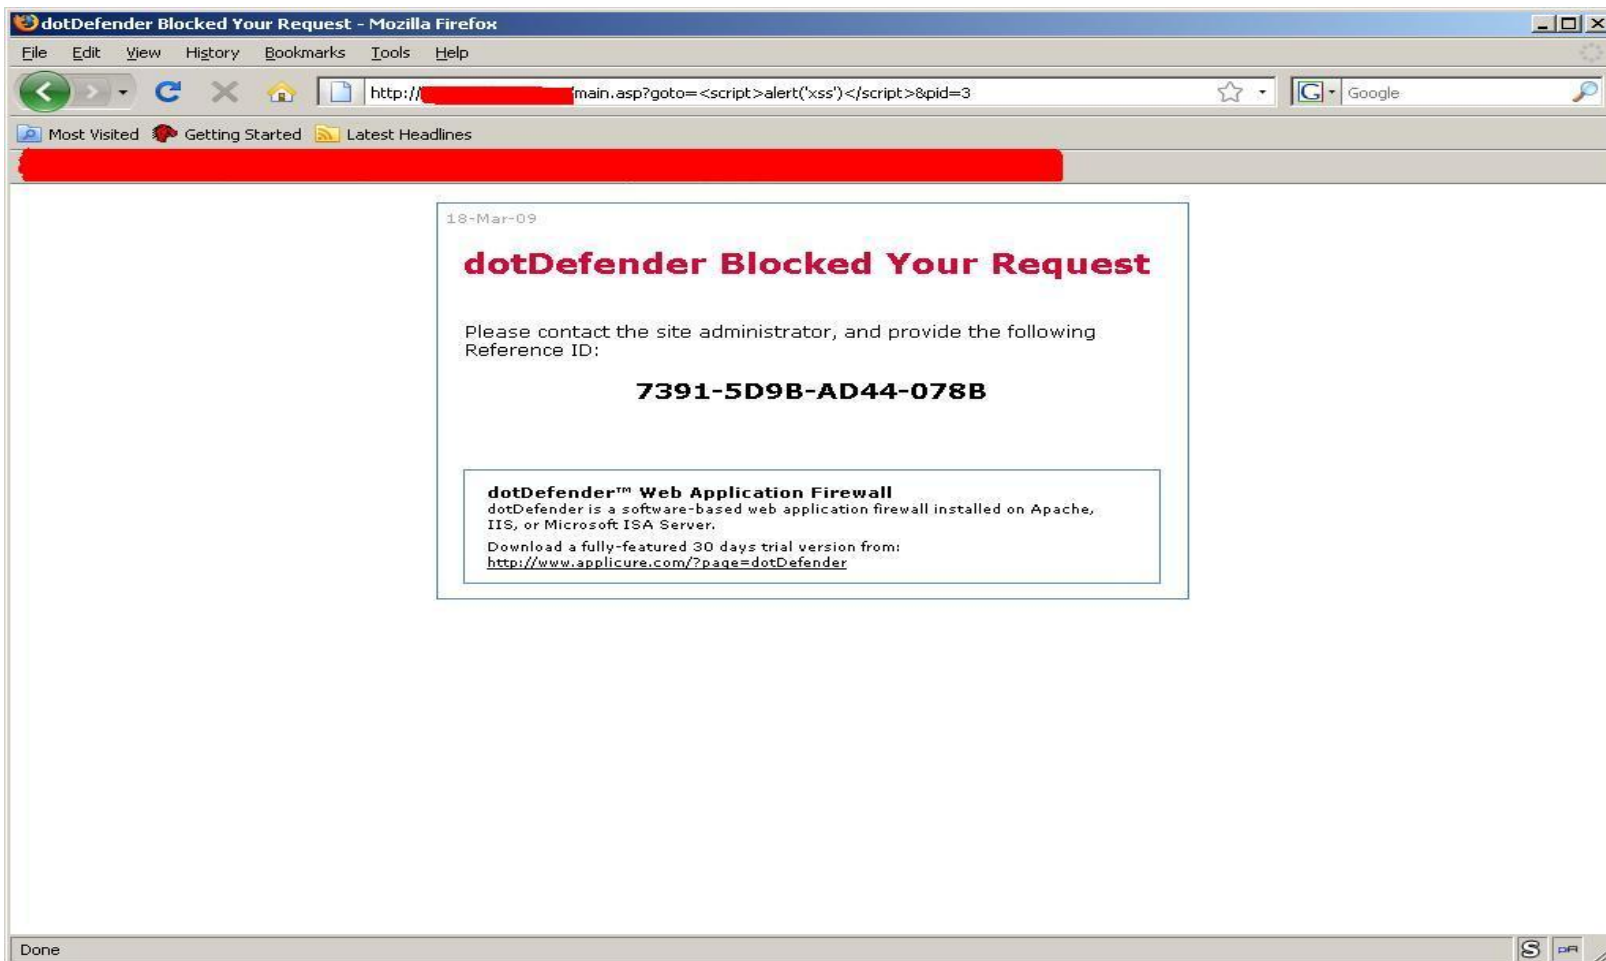 dotDefender Blocked Your Request - Mozilla Firefox
File Edit View History Bookmarks Tools Help
http:// /main.asp?goto=<script>alert('xss')</script>&pid=3
G Google
Most Visited Getting Started Latest Headlines
18-Mar-09
dotDefender Blocked Your Request
Please contact the site administrator, and provide the following
Reference ID:
7391-5D9B-AD44-078B
dotDefender™ Web Application Firewall
dotDefender is a software-based web application firewall installed on Apache,
IIS, or Microsoft ISA Server.
Download a fully-featured 30 days trial version from:
http://www.applicure.com/?page=dotDefender
Done
S